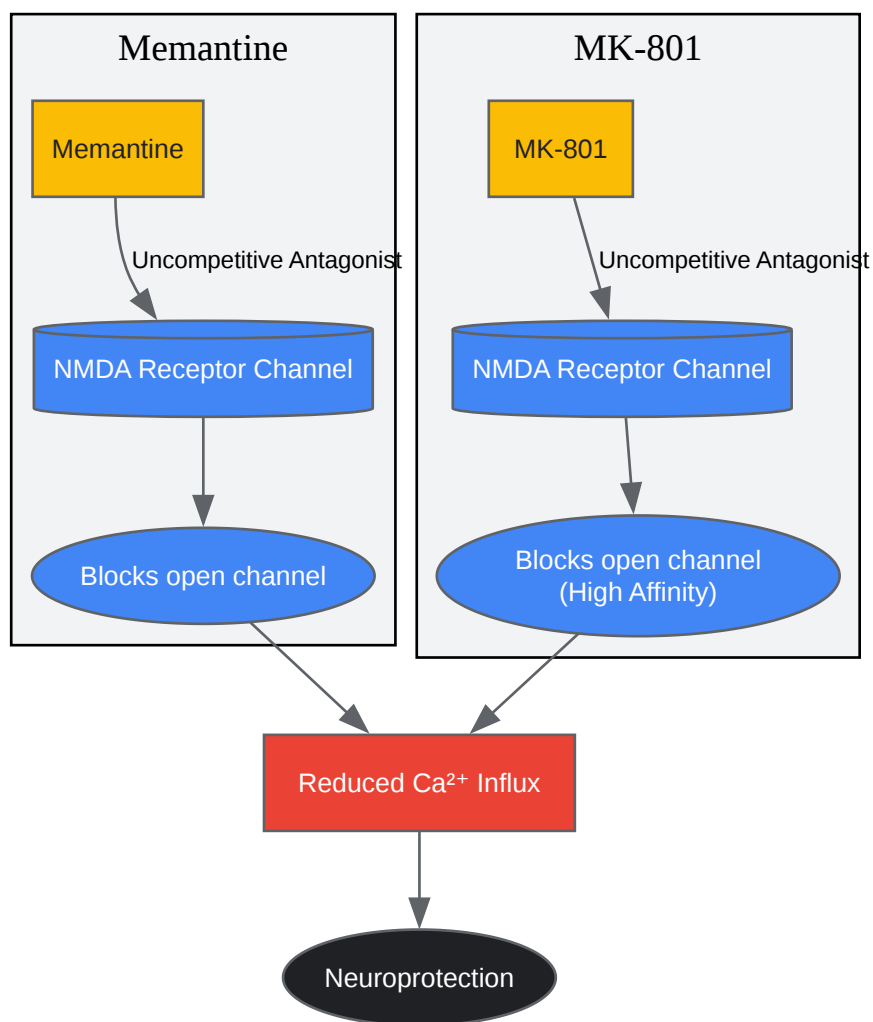 Memantine
MK-801
Memantine
MK-801
Uncompetitive Antagonist
Uncompetitive Antagonist
NMDA Receptor Channel
NMDA Receptor Channel
Blocks open channel
Blocks open channel
(High Affinity)
Reduced Ca²⁺ Influx
Neuroprotection